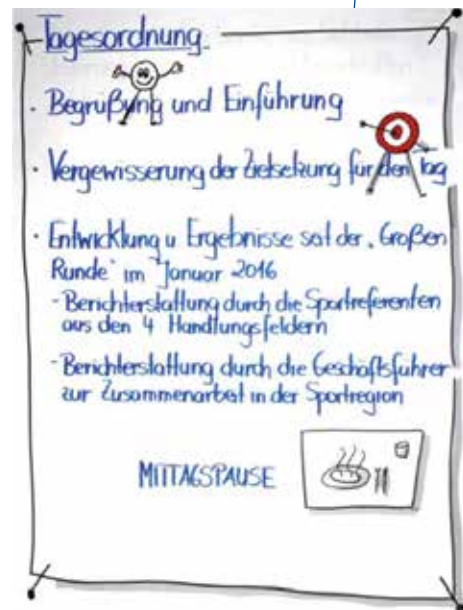 Tagesordnung
· Begrüßung und Einführung
· Vergewisserung der Zielsetzung für den Tag
· Entwicklung u Ergebnisse seit der „Großen
Runde" im Januar 2016
- Berichterstattung durch die Sportreferenten
aus den 4 Handlungsfeldern
- Berichterstattung durch die Geschäftsführer
zur Zusammenarbeit in der Sportregion
MITTAGSPAUSE